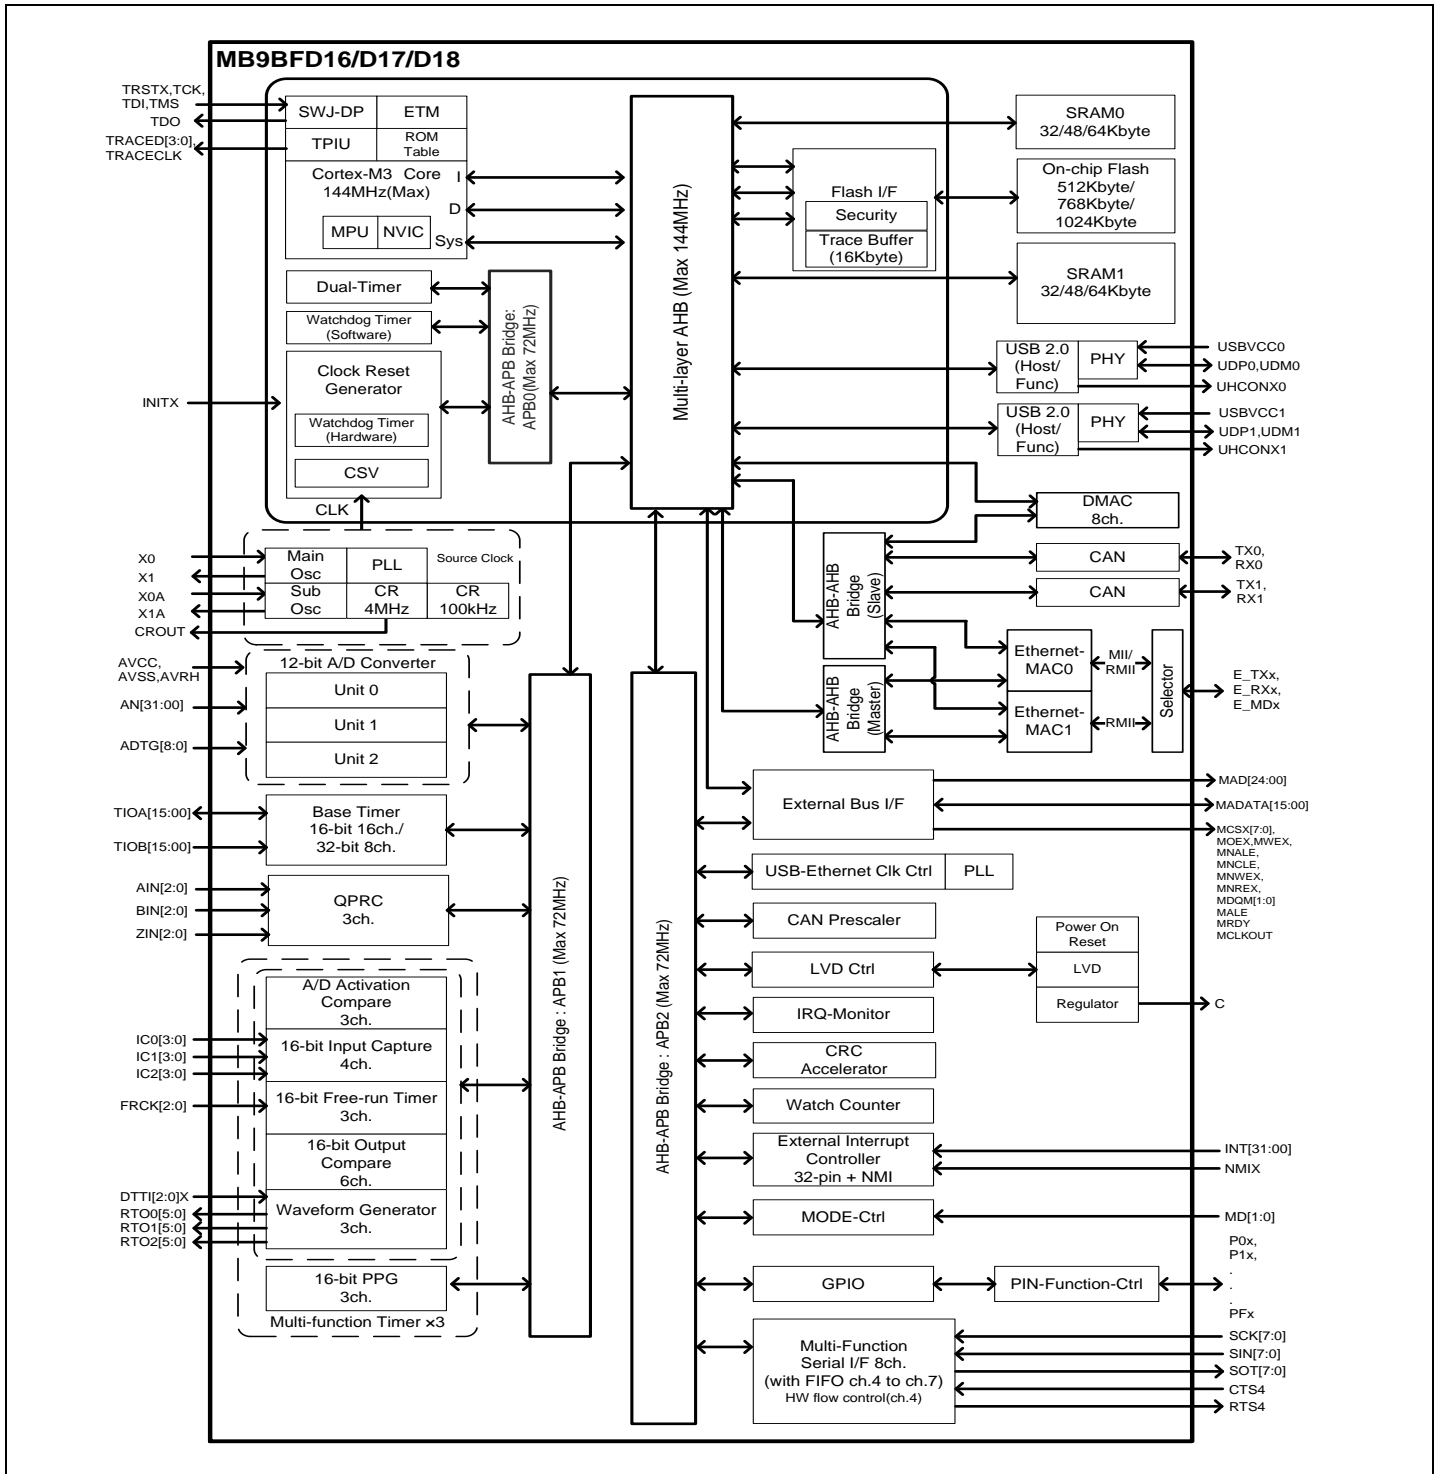 MB9BFD16/D17/D18
TRSTX,TCK,
TDI,TMS
TDO
TRACED[3:0],
TRACECLK
SWJ-DP
ETM
TPIU
ROM
Table
Cortex-M3 Core
144MHz(Max)
I
D
Sys
MPU
NVIC
Dual-Timer
Watchdog Timer
(Software)
Clock Reset
Generator
Watchdog Timer
(Hardware)
CSV
INITX
CLK
AHB-APB Bridge:
APB0(Max 72MHz)
Multi-layer AHB (Max 144MHz)
Flash I/F
Security
Trace Buffer
(16Kbyte)
SRAM0
32/48/64Kbyte
On-chip Flash
512Kbyte/
768Kbyte/
1024Kbyte
SRAM1
32/48/64Kbyte
USB 2.0
(Host/
Func)
PHY
USBVCC0
UDP0,UDM0
UHCONX0
USB 2.0
(Host/
Func)
PHY
USBVCC1
UDP1,UDM1
UHCONX1
DMAC
8ch.
CAN
TX0,
RX0
CAN
TX1,
RX1
AHB-AHB
Bridge
(Slave)
AHB-AHB
Bridge
(Master)
Ethernet-
MAC0
Ethernet-
MAC1
MII/
RMII
RMII
Selector
E_TXx,
E_RXx,
E_MDx
X0
X1
X0A
X1A
CROUT
Main
Osc
PLL
Source Clock
Sub
Osc
CR
4MHz
CR
100kHz
AVCC,
AVSS,AVRH
AN[31:00]
ADTG[8:0]
12-bit A/D Converter
Unit 0
Unit 1
Unit 2
TIOA[15:00]
TIOB[15:00]
Base Timer
16-bit 16ch./
32-bit 8ch.
AIN[2:0]
BIN[2:0]
ZIN[2:0]
QPRC
3ch.
A/D Activation
Compare
3ch.
IC0[3:0]
IC1[3:0]
IC2[3:0]
16-bit Input Capture
4ch.
FRCK[2:0]
16-bit Free-run Timer
3ch.
16-bit Output
Compare
6ch.
DTTI[2:0]X
RTO0[5:0]
RTO1[5:0]
RTO2[5:0]
Waveform Generator
3ch.
16-bit PPG
3ch.
Multi-function Timer ×3
AHB-APB Bridge : APB1 (Max 72MHz)
AHB-APB Bridge : APB2 (Max 72MHz)
External Bus I/F
MAD[24:00]
MADATA[15:00]
MCSX[7:0],
MOEX,MWEX,
MNALE,
MNCLE,
MNWEX,
MNREX,
MDQM[1:0]
MALE
MRDY
MCLKOUT
USB-Ethernet Clk Ctrl
PLL
CAN Prescaler
LVD Ctrl
Power On
Reset
LVD
Regulator
C
IRQ-Monitor
CRC
Accelerator
Watch Counter
External Interrupt
Controller
32-pin + NMI
INT[31:00]
NMIX
MODE-Ctrl
MD[1:0]
GPIO
PIN-Function-Ctrl
P0x,
P1x,
.
.
.
PFx
Multi-Function
Serial I/F 8ch.
(with FIFO ch.4 to ch.7)
HW flow control(ch.4)
SCK[7:0]
SIN[7:0]
SOT[7:0]
CTS4
RTS4